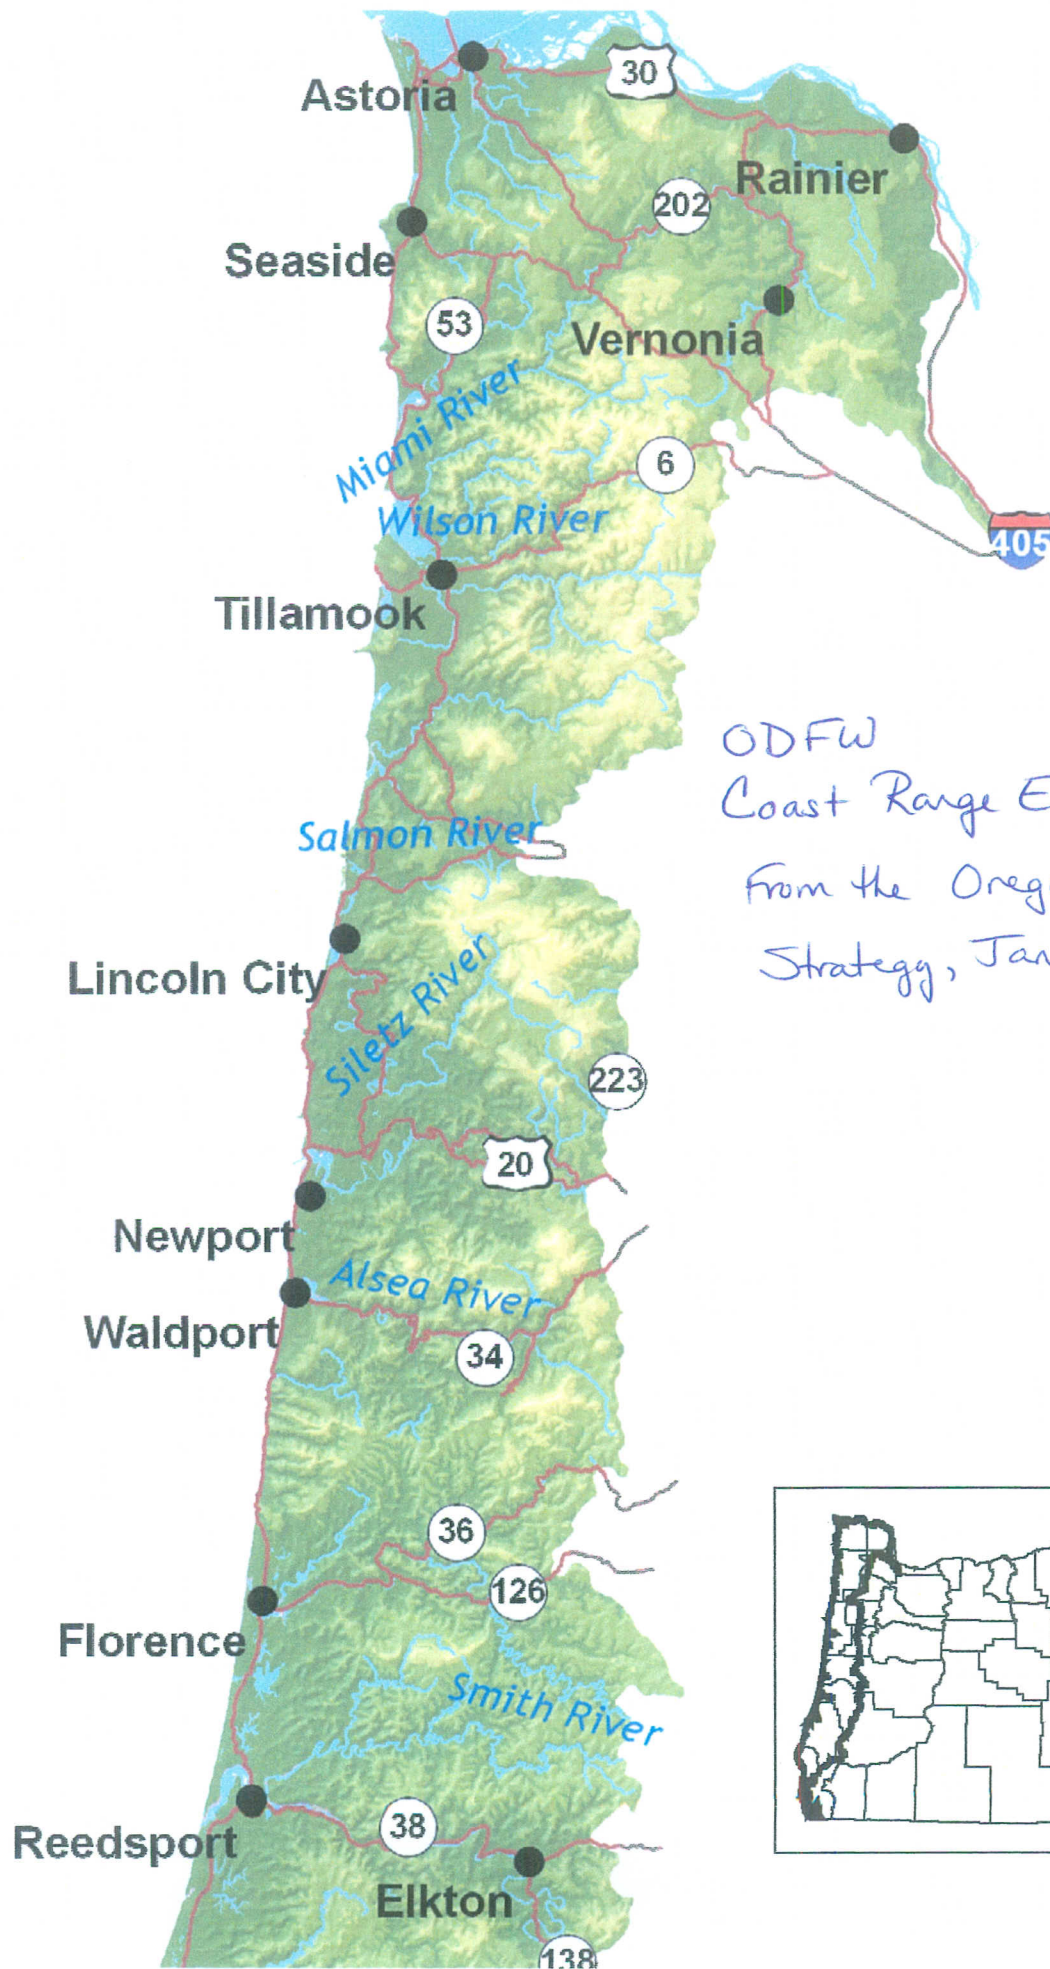 Astoria
30
Rainier
202
Seaside
53
Vernonia
Miami River
6
Wilson River
405
Tillamook
ODFW
Coast Range E
From the Oreg
Strategy, Jan
Salmon River
Lincoln City
Siletz River
223
20
Newport
Alsea River
Waldport
34
36
126
Florence
Smith River
38
Reedsport
Elkton
138